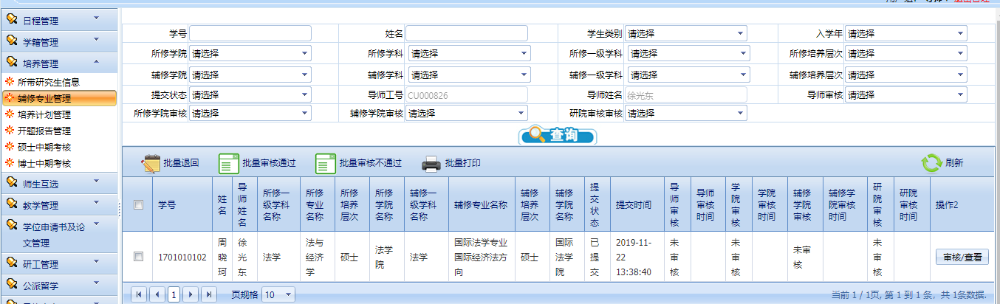 日程管理
学籍管理
培养管理
所带研究生信息
辅修专业管理
培养计划管理
开题报告管理
硕士中期考核
博士中期考核
师生互选
教学管理
学位申请书及论
文管理
研工管理
公派留学
学号 姓名 学生类别 请选择 入学年 请选择
所修学院 请选择 所修学科 请选择 所修一级学科 请选择 所修培养层次 请选择
辅修学院 请选择 辅修学科 请选择 辅修一级学科 请选择 辅修培养层次 请选择
提交状态 请选择 导师工号 CU000826 导师姓名 徐光东 导师审核 请选择
所修学院审核 请选择 辅修学院审核 请选择 研院审核审核 请选择
查询
批量退回 批量审核通过 批量审核不通过 批量打印 刷新
学号 姓名 导师姓名 所修一级学科名称 所修专业名称 所修培养层次 所修学院名称 辅修一级学科名称 辅修专业名称 辅修培养层次 辅修学院名称 提交状态 提交时间 导师审核 导师审核时间 学院审核 学院审核时间 辅修学院审核 辅修学院审核时间 研院审核 研院审核时间 操作2
1701010102 周晓珂 徐光东 法学 法与经济学 硕士 法学院 法学 国际法学专业国际经济法方向 硕士 国际法学院 已提交 2019-11-22 13:38:40 未审核 未审核 未审核 未审核 审核/查看
1 页规格 10 当前 1 / 1页, 第 1 到 1 条, 共 1条数据.